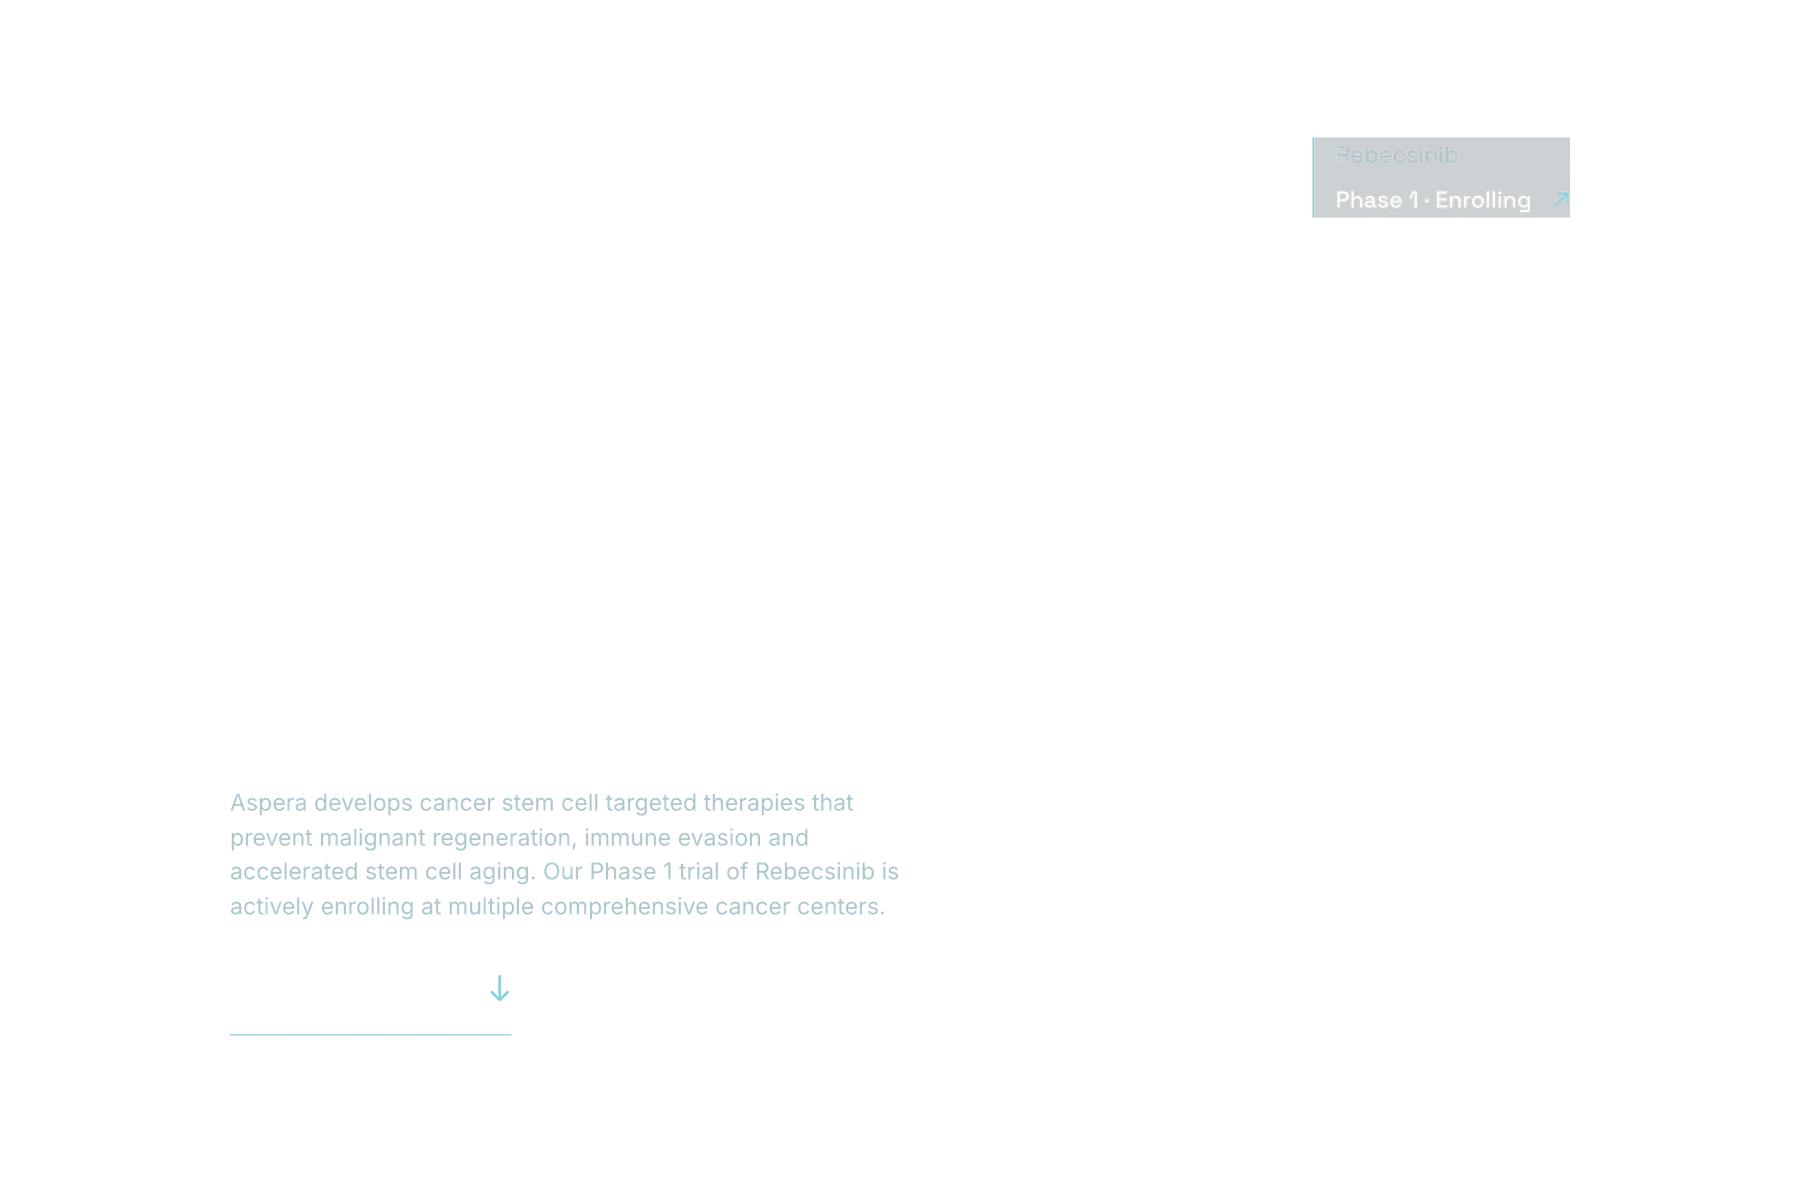 Rebecsinib
Phase 1 · Enrolling
Aspera develops cancer stem cell targeted therapies that
prevent malignant regeneration, immune evasion and
accelerated stem cell aging. Our Phase 1 trial of Rebecsinib is
actively enrolling at multiple comprehensive cancer centers.